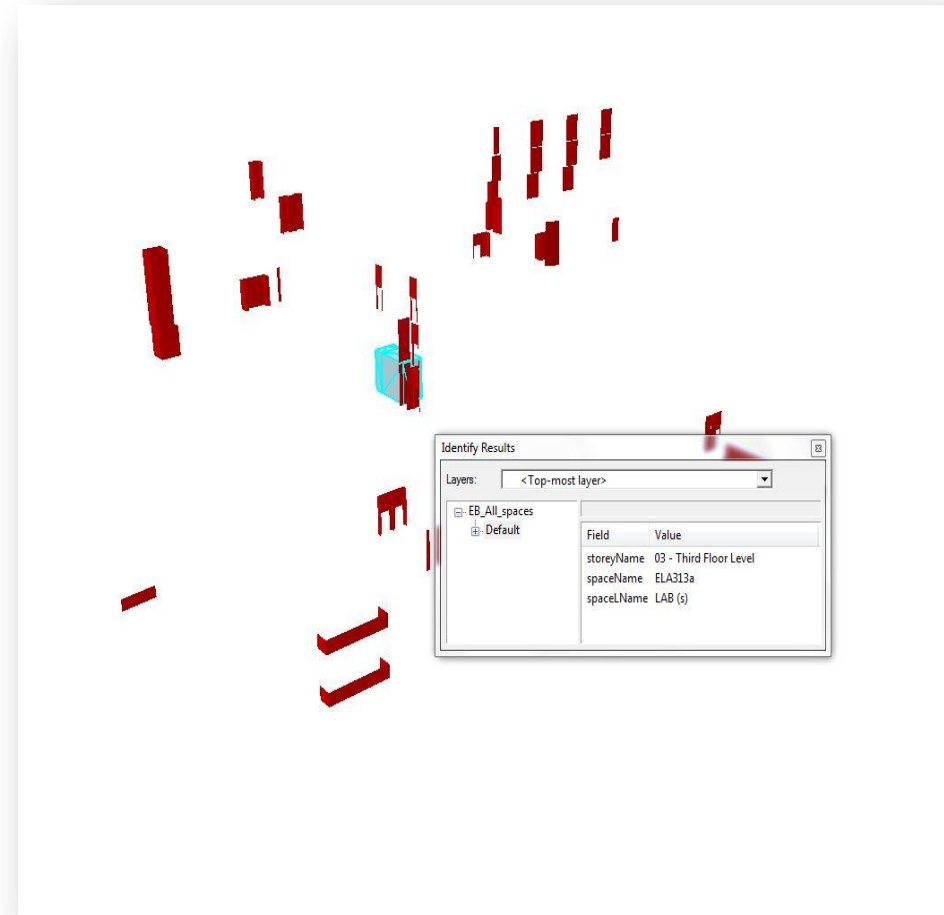 Identify Results
Layers: <Top-most layer>
EB_All_spaces
Default
Field Value
storeyName 03 - Third Floor Level
spaceName ELA313a
spaceLName LAB (s)